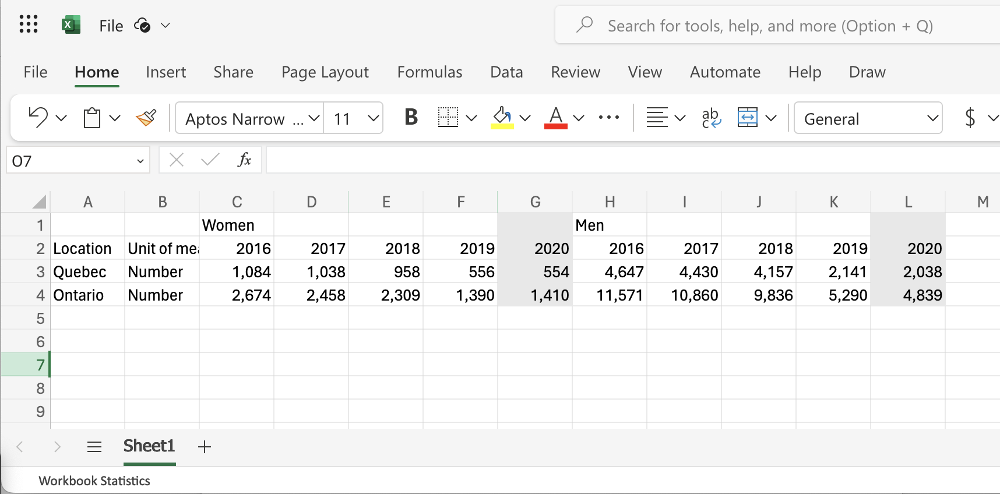 File
Search for tools, help, and more (Option + Q)
File Home Insert Share Page Layout Formulas Data Review View Automate Help Draw
Aptos Narrow ... 11 B A ... ab c General $
O7 fx
A B C D E F G H I J K L M
1 Women Men
2 Location Unit of mea 2016 2017 2018 2019 2020 2016 2017 2018 2019 2020
3 Quebec Number 1,084 1,038 958 556 554 4,647 4,430 4,157 2,141 2,038
4 Ontario Number 2,674 2,458 2,309 1,390 1,410 11,571 10,860 9,836 5,290 4,839
5
6
7
8
9
Sheet1
Workbook Statistics